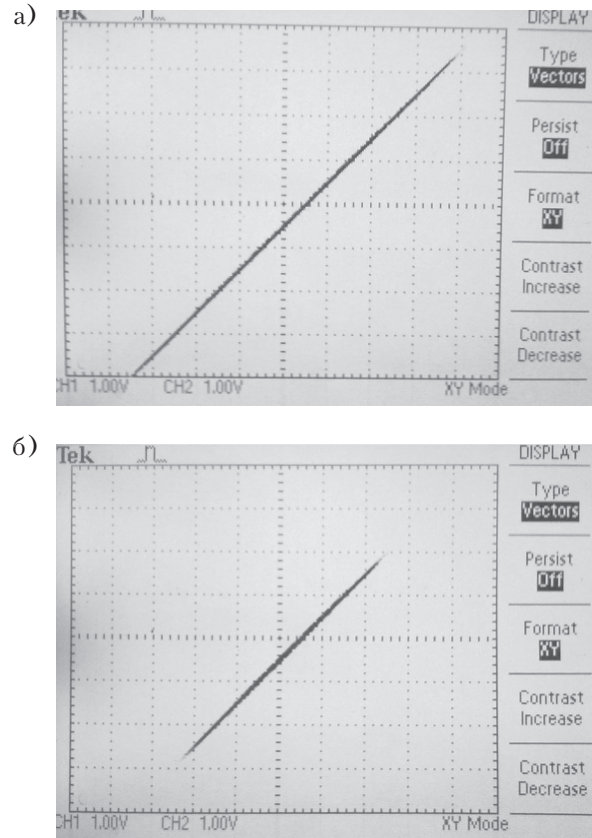 а)
Tek
DISPLAY
Type
Vectors
Persist
Off
Format
XY
Contrast
Increase
Contrast
Decrease
CH1 1.00V CH2 1.00V XY Mode
б)
Tek
DISPLAY
Type
Vectors
Persist
Off
Format
XY
Contrast
Increase
Contrast
Decrease
CH1 1.00V CH2 1.00V XY Mode